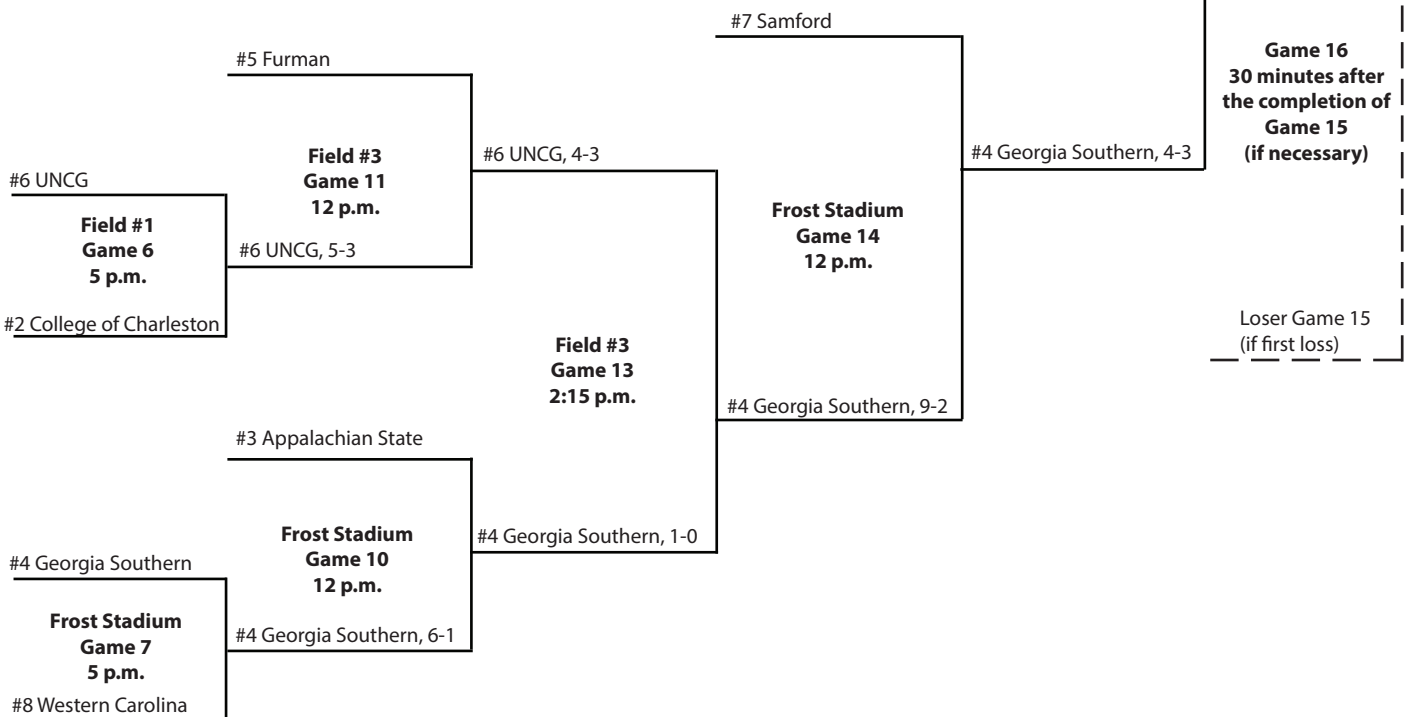 #7 Samford
#5 Furman
Game 16
30 minutes after
the completion of
Game 15
(if necessary)
Field #3
Game 11
12 p.m.
#6 UNCG, 4-3
#4 Georgia Southern, 4-3
#6 UNCG
Field #1
Game 6
5 p.m.
#6 UNCG, 5-3
Frost Stadium
Game 14
12 p.m.
#2 College of Charleston
Loser Game 15
(if first loss)
Field #3
Game 13
2:15 p.m.
#4 Georgia Southern, 9-2
#3 Appalachian State
Frost Stadium
Game 10
12 p.m.
#4 Georgia Southern, 1-0
#4 Georgia Southern
Frost Stadium
Game 7
5 p.m.
#4 Georgia Southern, 6-1
#8 Western Carolina